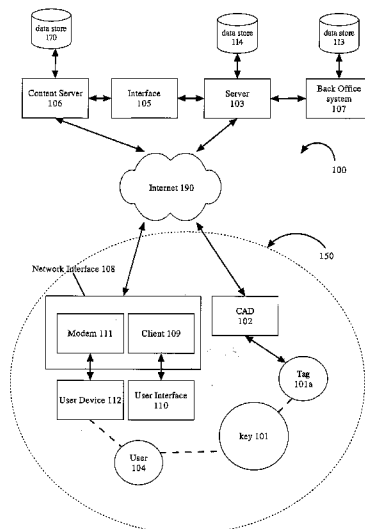 data store
170
data store
114
data store
113
Content Server
106
Interface
105
Server
103
Back Office
system
107
100
Internet 190
150
Network Interface 108
Modem 111
Client 109
CAD
102
Tag
101a
User Device 112
User Interface
110
key 101
User
104